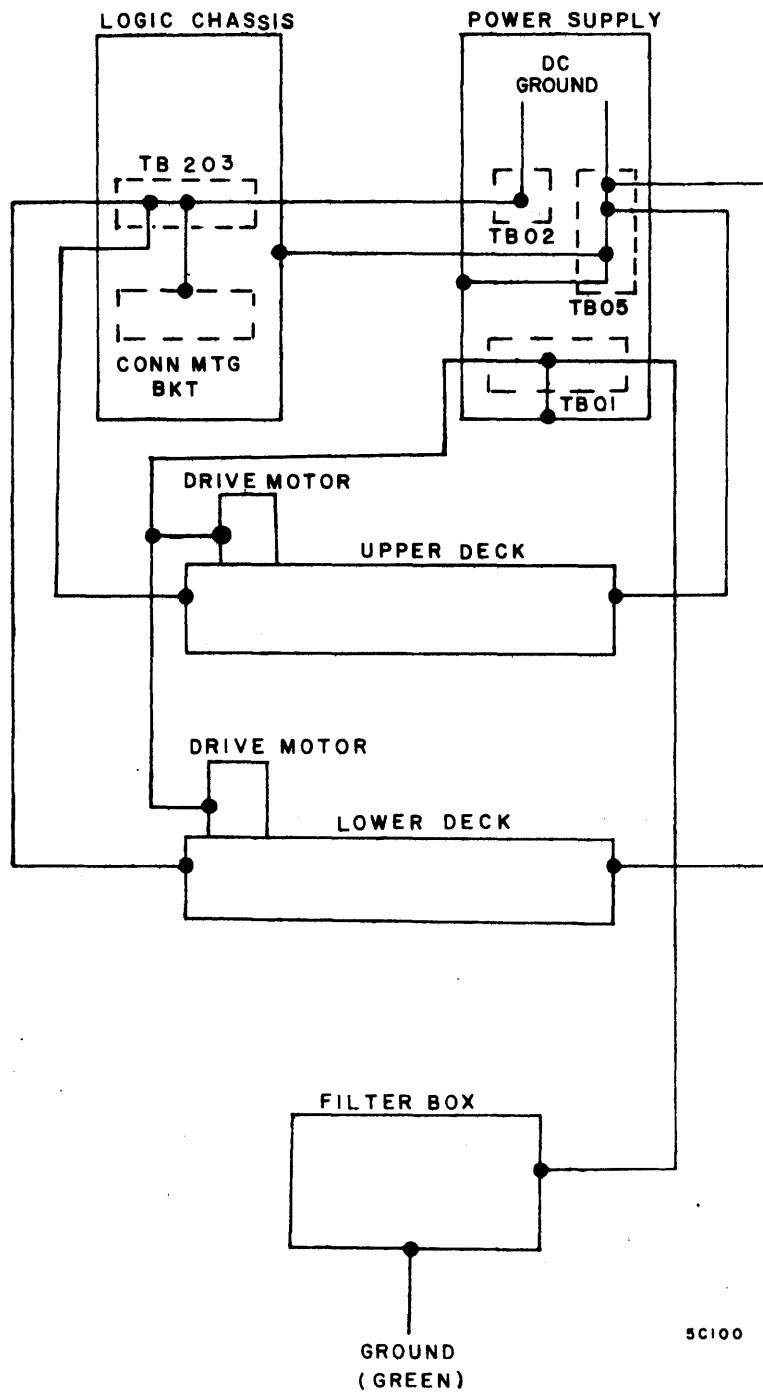 LOGIC CHASSIS
POWER SUPPLY
DC
GROUND
TB 203
TB02
TB05
CONN MTG
BKT
TB01
DRIVE MOTOR
UPPER DECK
DRIVE MOTOR
LOWER DECK
FILTER BOX
GROUND
(GREEN)
5C100